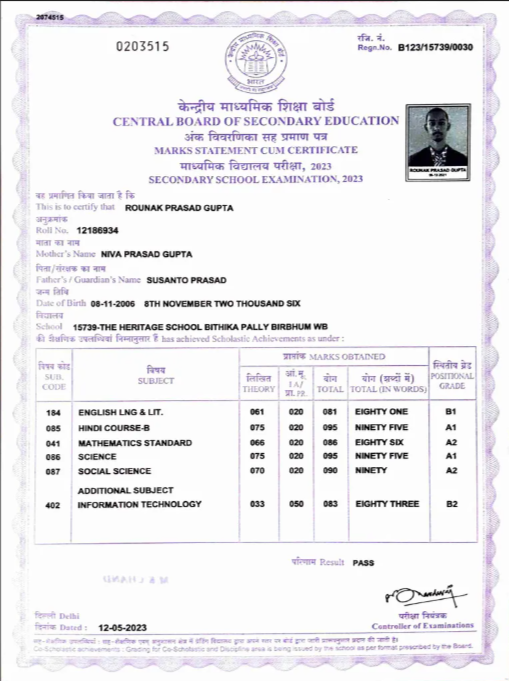 2074515
0203515
रजि. नं.
Regn.No. B123/15739/0030
भारत
केन्द्रीय माध्यमिक शिक्षा बोर्ड
CENTRAL BOARD OF SECONDARY EDUCATION
अंक विवरणिका सह प्रमाण पत्र
MARKS STATEMENT CUM CERTIFICATE
माध्यमिक विद्यालय परीक्षा, 2023
SECONDARY SCHOOL EXAMINATION, 2023
ROUNAK PRASAD GUPTA
यह प्रमाणित किया जाता है कि
This is to certify that ROUNAK PRASAD GUPTA
अनुक्रमांक
Roll No. 12186934
माता का नाम
Mother's Name NIVA PRASAD GUPTA
पिता/संरक्षक का नाम
Father's / Guardian's Name SUSANTO PRASAD
जन्म तिथि
Date of Birth 08-11-2006 8TH NOVEMBER TWO THOUSAND SIX
विद्यालय
School 15739-THE HERITAGE SCHOOL BITHIKA PALLY BIRBHUM WB
की शैक्षणिक उपलब्धियां निम्नानुसार हैं has achieved Scholastic Achievements as under :
विषय कोड SUB. CODE
विषय SUBJECT
प्राप्तांक MARKS OBTAINED
लिखित THEORY
आं.मू. IA/ प्रा.PR.
योग TOTAL
योग (शब्दों में) TOTAL (IN WORDS)
स्थितीय ग्रेड POSITIONAL GRADE
184 ENGLISH LNG & LIT. 061 020 081 EIGHTY ONE B1
085 HINDI COURSE-B 075 020 095 NINETY FIVE A1
041 MATHEMATICS STANDARD 066 020 086 EIGHTY SIX A2
086 SCIENCE 075 020 095 NINETY FIVE A1
087 SOCIAL SCIENCE 070 020 090 NINETY A2
ADDITIONAL SUBJECT
402 INFORMATION TECHNOLOGY 033 050 083 EIGHTY THREE B2
परिणाम Result PASS
दिल्ली Delhi
दिनांक Dated : 12-05-2023
परीक्षा नियंत्रक
Controller of Examinations
Co-Scholastic achievements : Grading for Co-Scholastic and Discipline area is being issued by the school as per format prescribed by the Board.